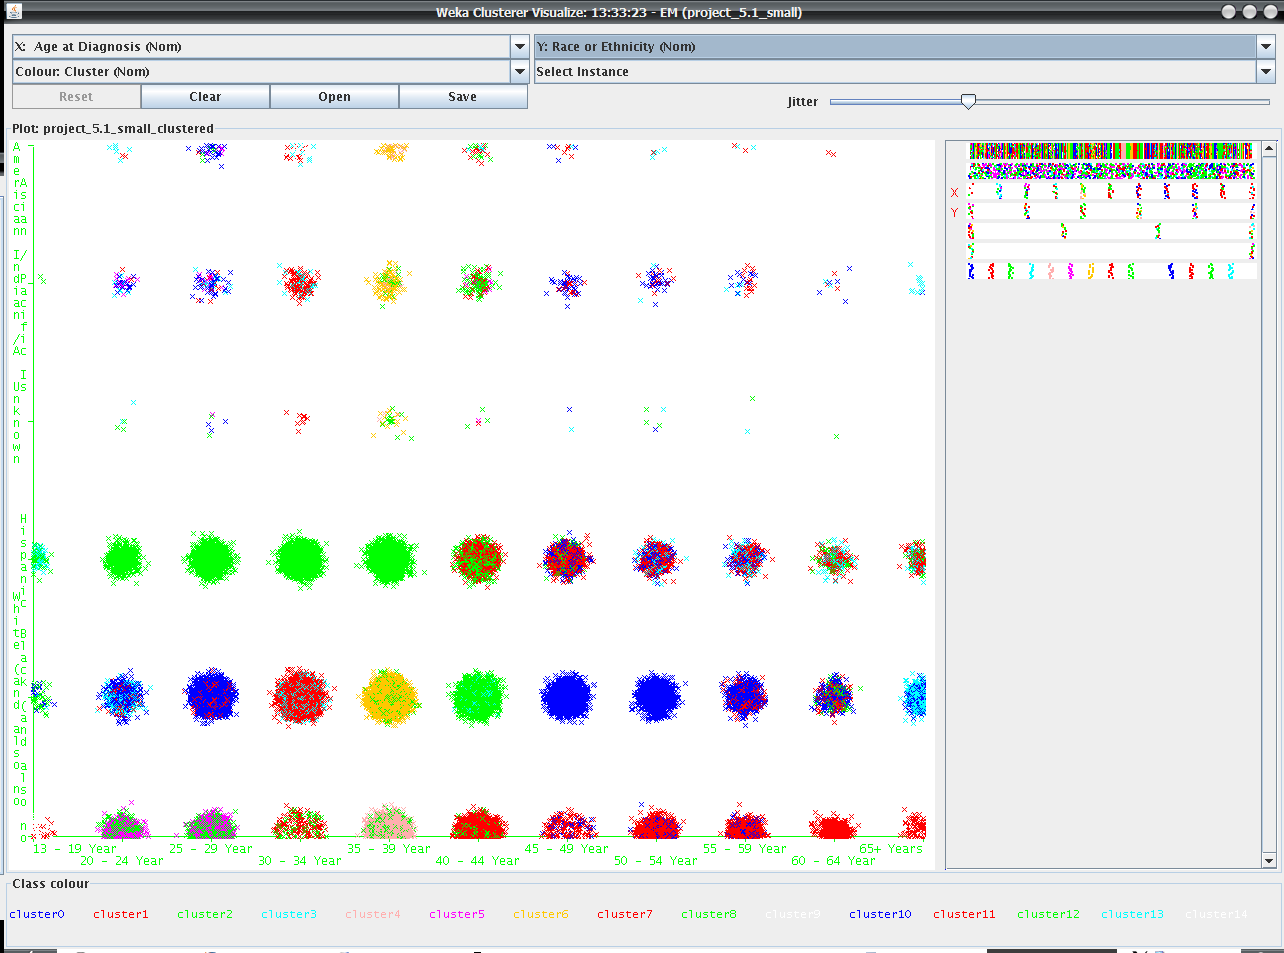 Weka Clusterer Visualize: 13:33:23 - EM (project_5.1_small)
X: Age at Diagnosis (Nom)
Y: Race or Ethnicity (Nom)
Colour: Cluster (Nom)
Select Instance
Reset
Clear
Open
Save
Jitter
Plot: project_5.1_small_clustered
X
Y
13 - 19 Year
20 - 24 Year
25 - 29 Year
30 - 34 Year
35 - 39 Year
40 - 44 Year
45 - 49 Year
50 - 54 Year
55 - 59 Year
60 - 64 Year
65+ Years
Class colour
cluster0 cluster1 cluster2 cluster3 cluster4 cluster5 cluster6 cluster7 cluster8 cluster9 cluster10 cluster11 cluster12 cluster13 cluster14